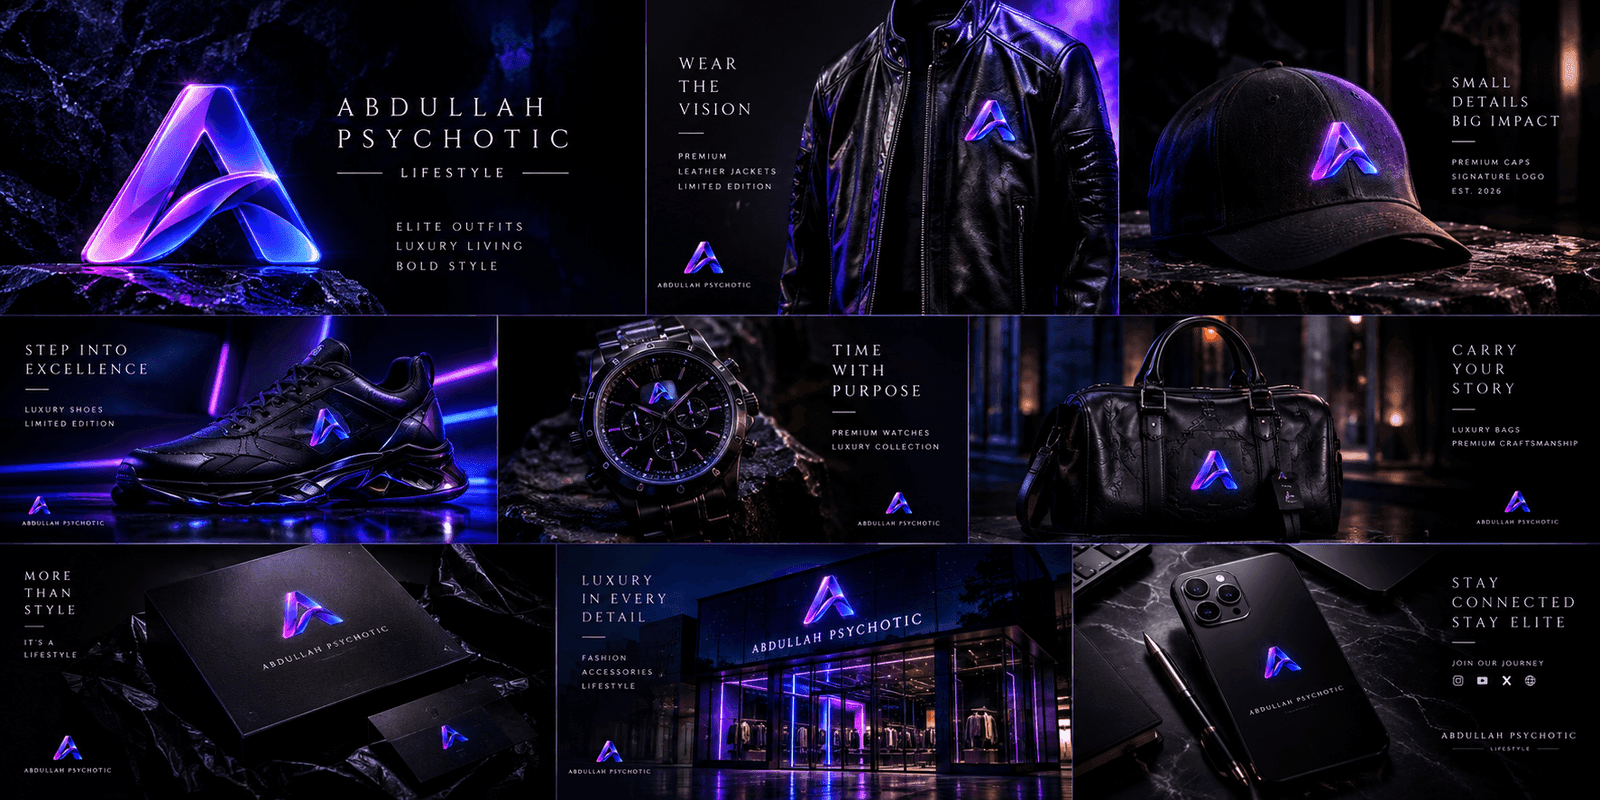 ABDULLAH
PSYCHOTIC
LIFESTYLE
ELITE OUTFITS
LUXURY LIVING
BOLD STYLE
WEAR
THE
VISION
PREMIUM
LEATHER JACKETS
LIMITED EDITION
ABDULLAH PSYCHOTIC
SMALL
DETAILS
BIG IMPACT
PREMIUM CAPS
SIGNATURE LOGO
EST. 2026
STEP INTO
EXCELLENCE
LUXURY SHOES
LIMITED EDITION
ABDULLAH PSYCHOTIC
TIME
WITH
PURPOSE
PREMIUM WATCHES
LUXURY COLLECTION
ABDULLAH PSYCHOTIC
CARRY
YOUR
STORY
LUXURY BAGS
PREMIUM CRAFTSMANSHIP
ABDULLAH PSYCHOTIC
MORE
THAN
STYLE
IT'S A
LIFESTYLE
ABDULLAH PSYCHOTIC
ABDULLAH PSYCHOTIC
LUXURY
IN EVERY
DETAIL
FASHION
ACCESSORIES
LIFESTYLE
ABDULLAH PSYCHOTIC
ABDULLAH PSYCHOTIC
STAY
CONNECTED
STAY ELITE
JOIN OUR JOURNEY
ABDULLAH PSYCHOTIC
ABDULLAH PSYCHOTIC
LIFESTYLE